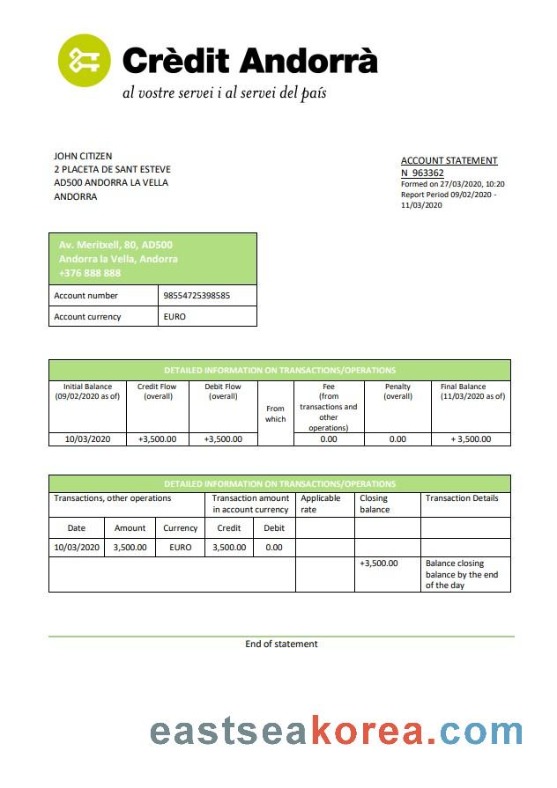 Crèdit Andorrà
al vostre servei i al servei del país
JOHN CITIZEN
2 PLACETA DE SANT ESTEVE
AD500 ANDORRA LA VELLA
ANDORRA
ACCOUNT STATEMENT
N 963362
Formed on 27/03/2020, 10:20
Report Period 09/02/2020 -
11/03/2020
Av. Meritxell, 80, AD500
Andorra la Vella, Andorra
+376 888 888
Account number 98554725398585
Account currency EURO
DETAILED INFORMATION ON TRANSACTIONS/OPERATIONS
Initial Balance (09/02/2020 as of) Credit Flow (overall) Debit Flow (overall) From which Fee (from transactions and other operations) Penalty (overall) Final Balance (11/03/2020 as of)
10/03/2020 +3,500.00 +3,500.00 0.00 0.00 + 3,500.00
DETAILED INFORMATION ON TRANSACTIONS/OPERATIONS
Transactions, other operations Transaction amount in account currency Applicable rate Closing balance Transaction Details
Date Amount Currency Credit Debit
10/03/2020 3,500.00 EURO 3,500.00 0.00
+3,500.00 Balance closing balance by the end of the day
End of statement
eastseakorea.com